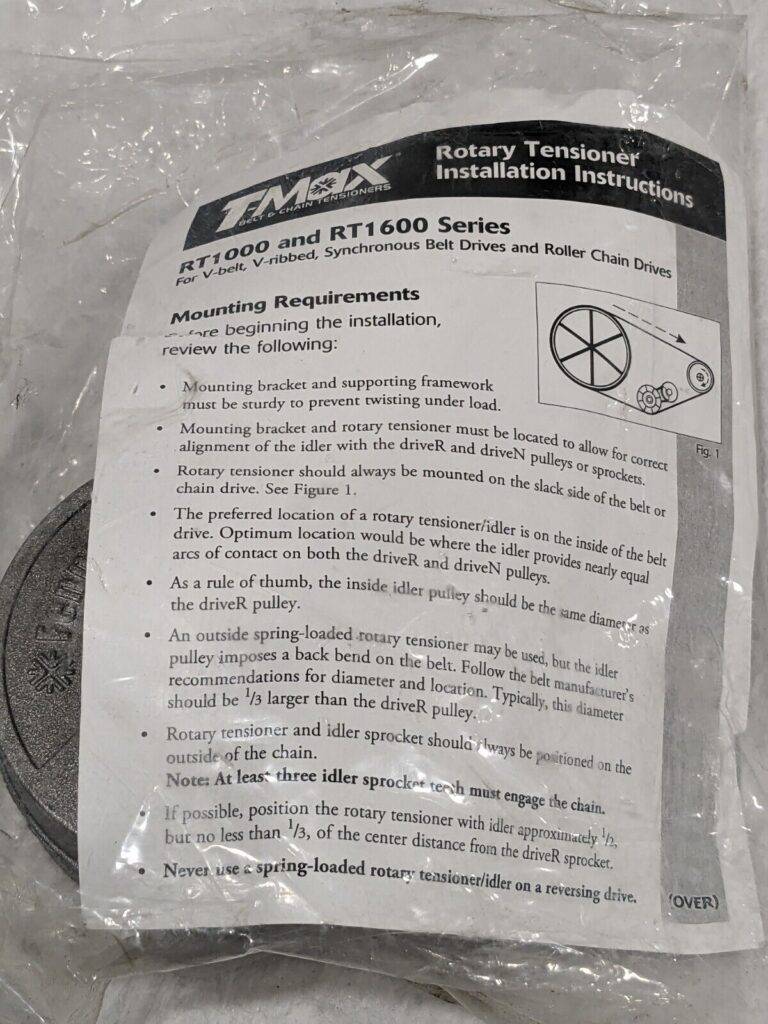 T-Max
BELT & CHAIN TENSIONERS
Rotary Tensioner
Installation Instructions
RT1000 and RT1600 Series
For V-belt, V-ribbed, Synchronous Belt Drives and Roller Chain Drives
Mounting Requirements
Before beginning the installation,
review the following:
• Mounting bracket and supporting framework
must be sturdy to prevent twisting under load.
• Mounting bracket and rotary tensioner must be located to allow for correct
alignment of the idler with the driveR and driveN pulleys or sprockets.
• Rotary tensioner should always be mounted on the slack side of the belt or
chain drive. See Figure 1.
Fig. 1
• The preferred location of a rotary tensioner/idler is on the inside of the belt
drive. Optimum location would be where the idler provides nearly equal
arcs of contact on both the driveR and driveN pulleys.
• As a rule of thumb, the inside idler pulley should be the same diameter as
the driveR pulley.
• An outside spring-loaded rotary tensioner may be used, but the idler
pulley imposes a back bend on the belt. Follow the belt manufacturer's
recommendations for diameter and location. Typically, this diameter
should be 1/3 larger than the driveR pulley.
• Rotary tensioner and idler sprocket should always be positioned on the
outside of the chain.
Note: At least three idler sprocket teeth must engage the chain.
• If possible, position the rotary tensioner with idler approximately 1/2,
but no less than 1/3, of the center distance from the driveR sprocket.
• Never use a spring-loaded rotary tensioner/idler on a reversing drive.
(OVER)